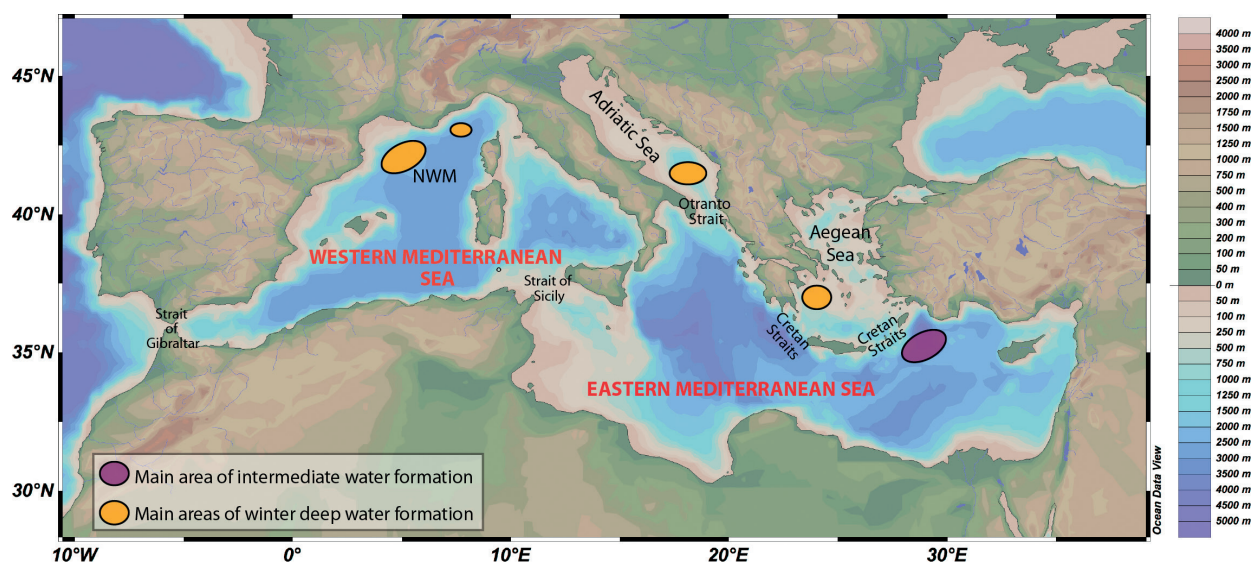 45°N
40°N
35°N
30°N
10°W
0°
10°E
20°E
30°E
Adriatic Sea
NWM
Otranto
Strait
Aegean
Sea
WESTERN MEDITERRANEAN
SEA
Strait of
Sicily
Strait
of
Gibraltar
Cretan
Straits
Cretan
Straits
EASTERN MEDITERRANEAN SEA
Main area of intermediate water formation
Main areas of winter deep water formation
Ocean Data View
4000 m
3500 m
3000 m
2500 m
2000 m
1750 m
1500 m
1250 m
1000 m
750 m
500 m
400 m
300 m
200 m
100 m
50 m
0 m
50 m
100 m
250 m
500 m
750 m
1000 m
1250 m
1500 m
2000 m
2500 m
3000 m
3500 m
4000 m
4500 m
5000 m